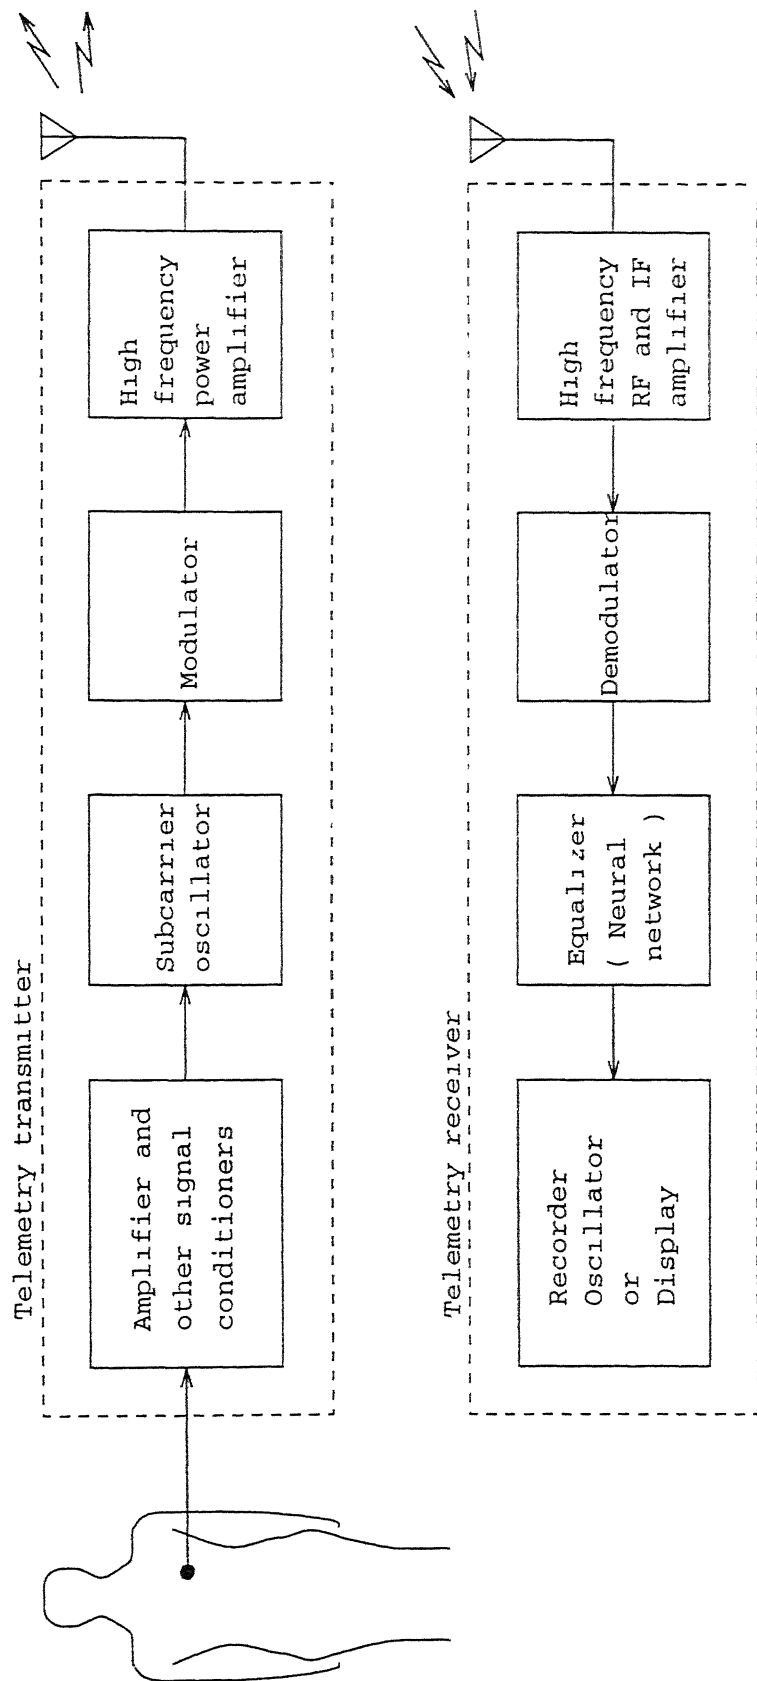 Telemetry transmitter
Amplifier and
other signal
conditioners
Subcarrier
oscillator
Modulator
High
frequency
power
amplifier
Telemetry receiver
Recorder
Oscillator
or
Display
Equalizer
( Neural
network )
Demodulator
High
frequency
RF and IF
amplifier